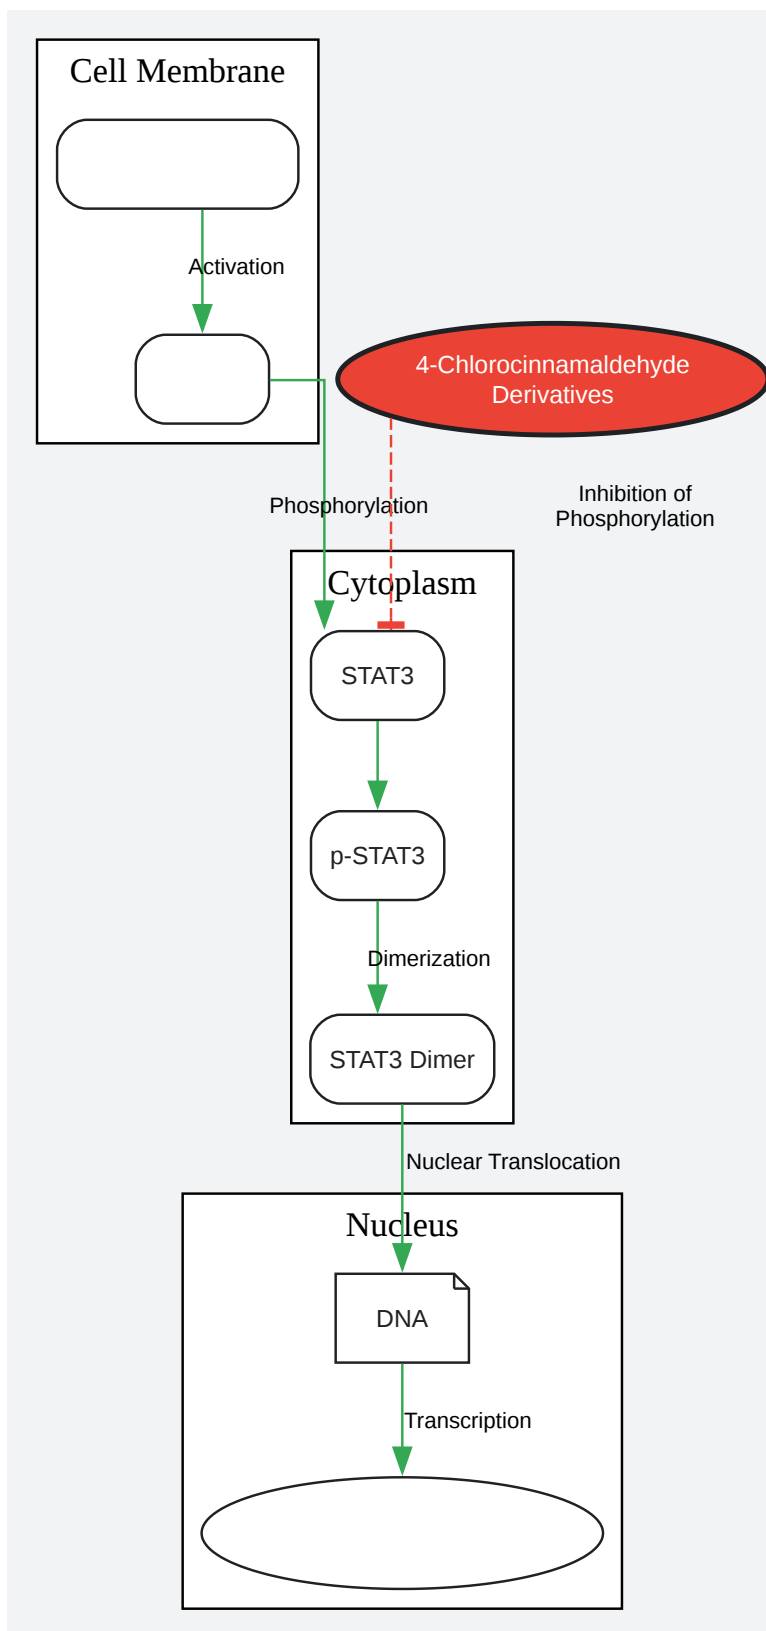 Cell Membrane
Activation
4-Chlorocinnamaldehyde
Derivatives
Phosphorylation
Inhibition of
Phosphorylation
Cytoplasm
STAT3
p-STAT3
Dimerization
STAT3 Dimer
Nuclear Translocation
Nucleus
DNA
Transcription